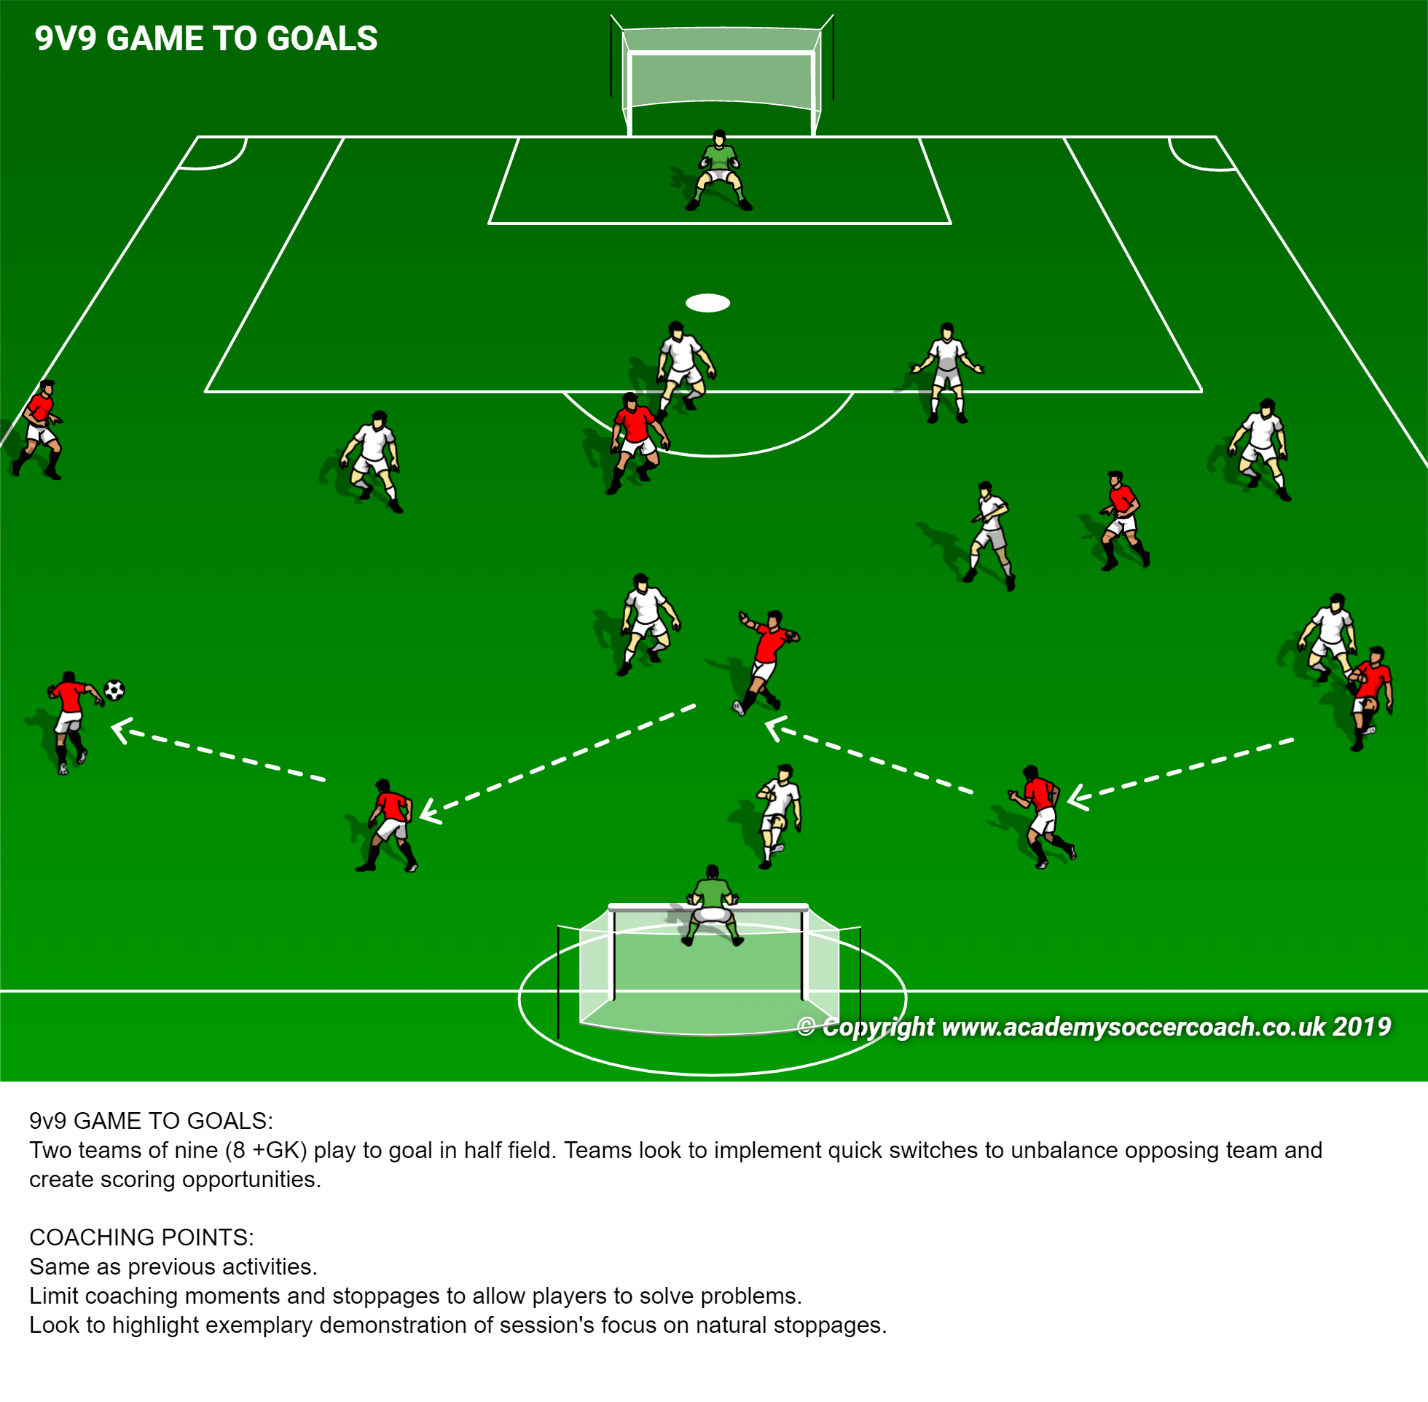 9V9 GAME TO GOALS
© Copyright www.academysoccercoach.co.uk 2019
9v9 GAME TO GOALS:
Two teams of nine (8 +GK) play to goal in half field. Teams look to implement quick switches to unbalance opposing team and
create scoring opportunities.
COACHING POINTS:
Same as previous activities.
Limit coaching moments and stoppages to allow players to solve problems.
Look to highlight exemplary demonstration of session's focus on natural stoppages.